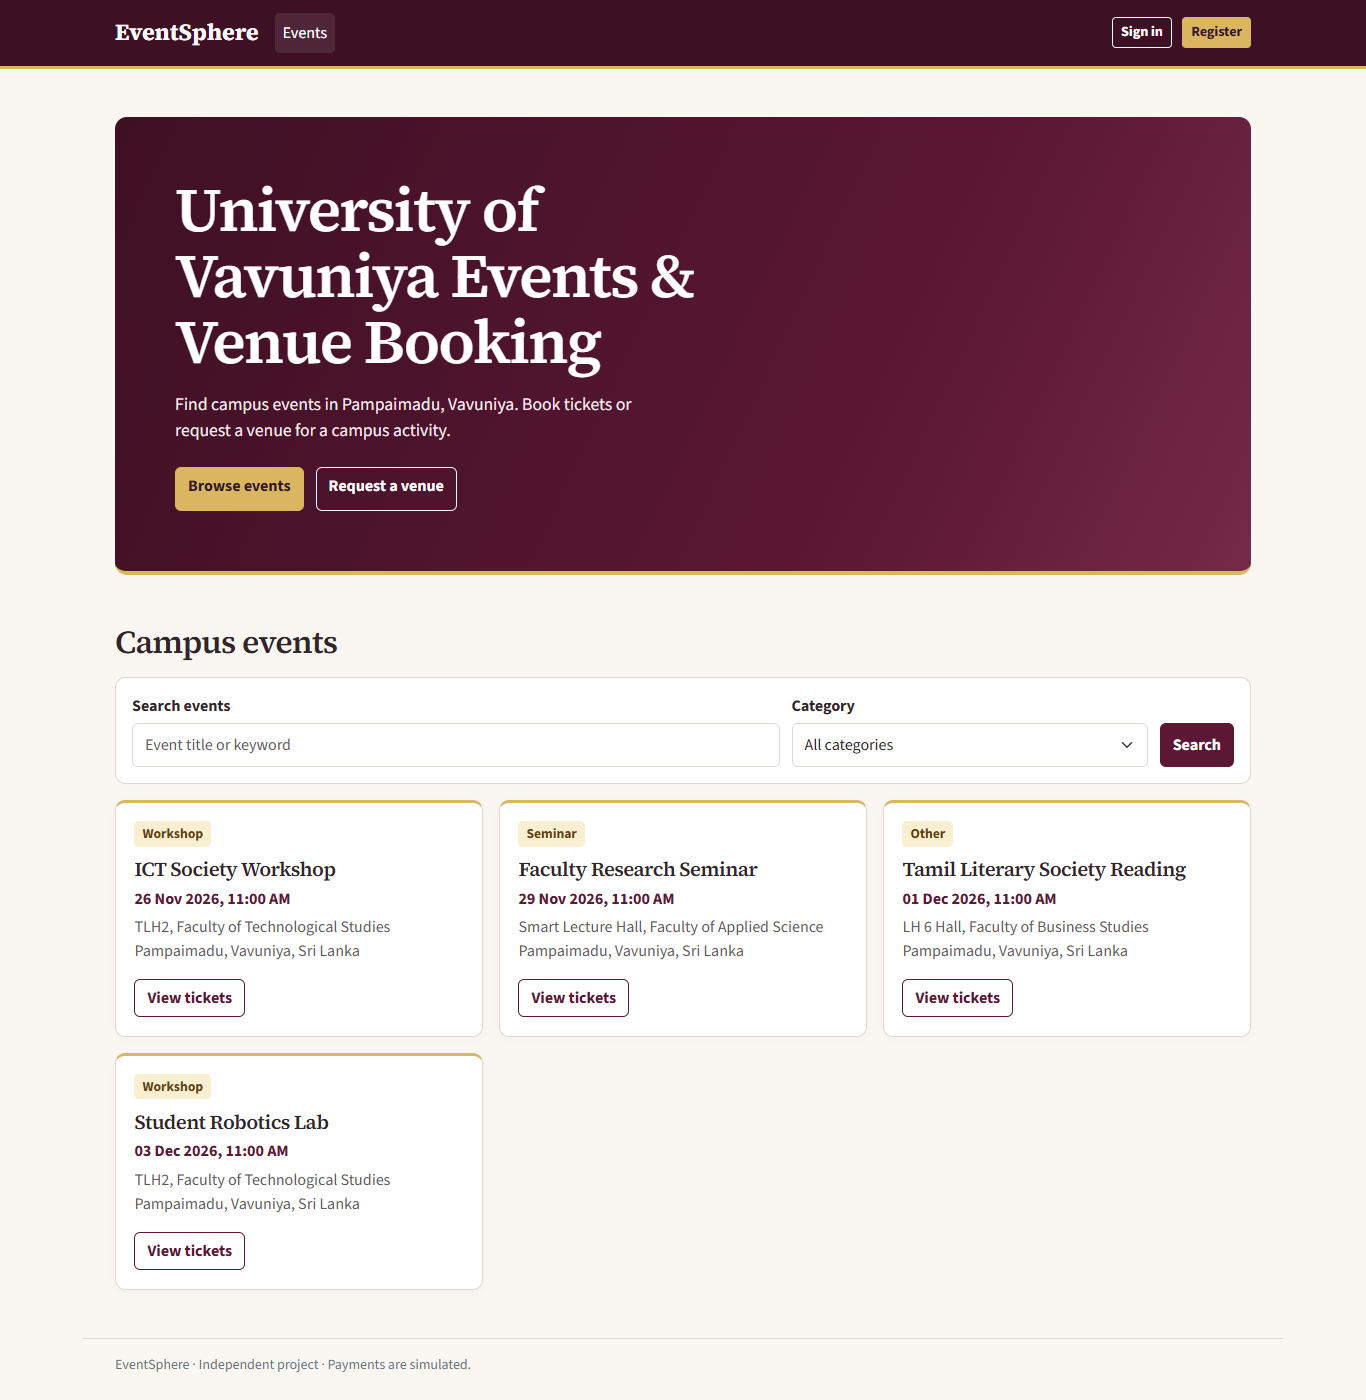 EventSphere
Events
Sign in
Register
University of
Vavuniya Events &
Venue Booking
Find campus events in Pampaimadu, Vavuniya. Book tickets or
request a venue for a campus activity.
Browse events
Request a venue
Campus events
Search events
Category
Event title or keyword
All categories
Search
Workshop
ICT Society Workshop
26 Nov 2026, 11:00 AM
TLH2, Faculty of Technological Studies
Pampaimadu, Vavuniya, Sri Lanka
View tickets
Seminar
Faculty Research Seminar
29 Nov 2026, 11:00 AM
Smart Lecture Hall, Faculty of Applied Science
Pampaimadu, Vavuniya, Sri Lanka
View tickets
Other
Tamil Literary Society Reading
01 Dec 2026, 11:00 AM
LH 6 Hall, Faculty of Business Studies
Pampaimadu, Vavuniya, Sri Lanka
View tickets
Workshop
Student Robotics Lab
03 Dec 2026, 11:00 AM
TLH2, Faculty of Technological Studies
Pampaimadu, Vavuniya, Sri Lanka
View tickets
EventSphere · Independent project · Payments are simulated.